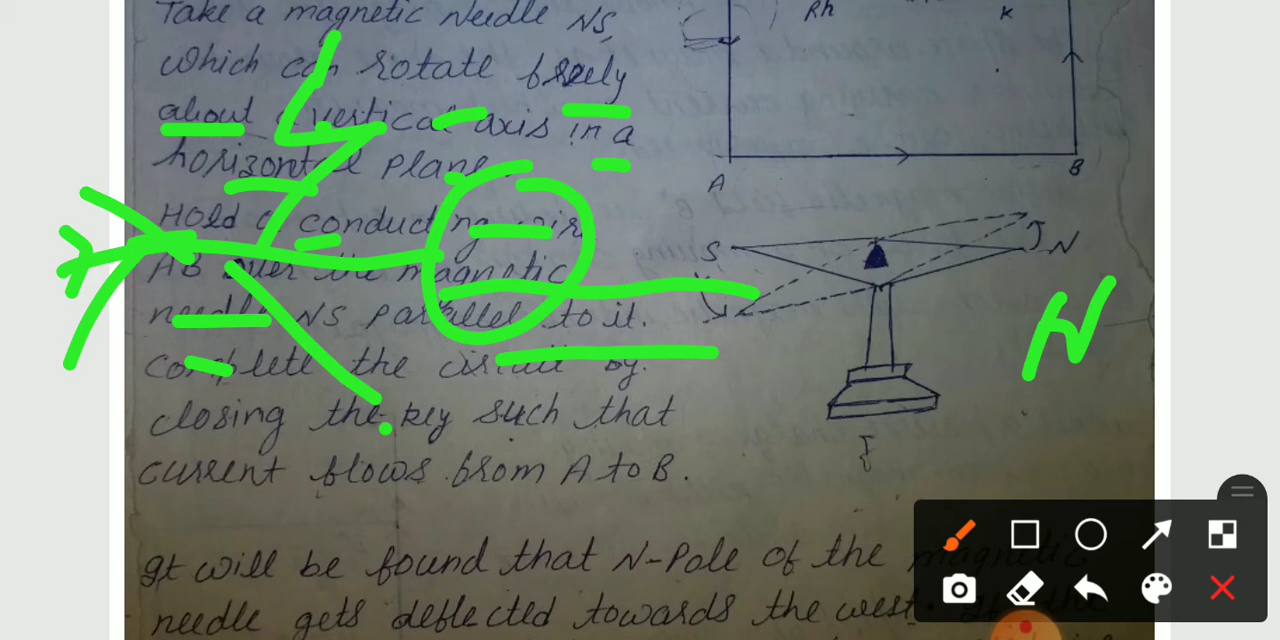 Take a magnetic Needle NS,
which can rotate freely
about a vertical axis in a
horizontal plane
Hold a conducting wire
AB over the magnetic
needle NS parallel to it.
Complete the circuit by
closing the key such that
current flows from A to B.
It will be found that N-Pole of the magnetic
needle gets deflected towards the west.
Rh
K
A
B
S
N
N
I